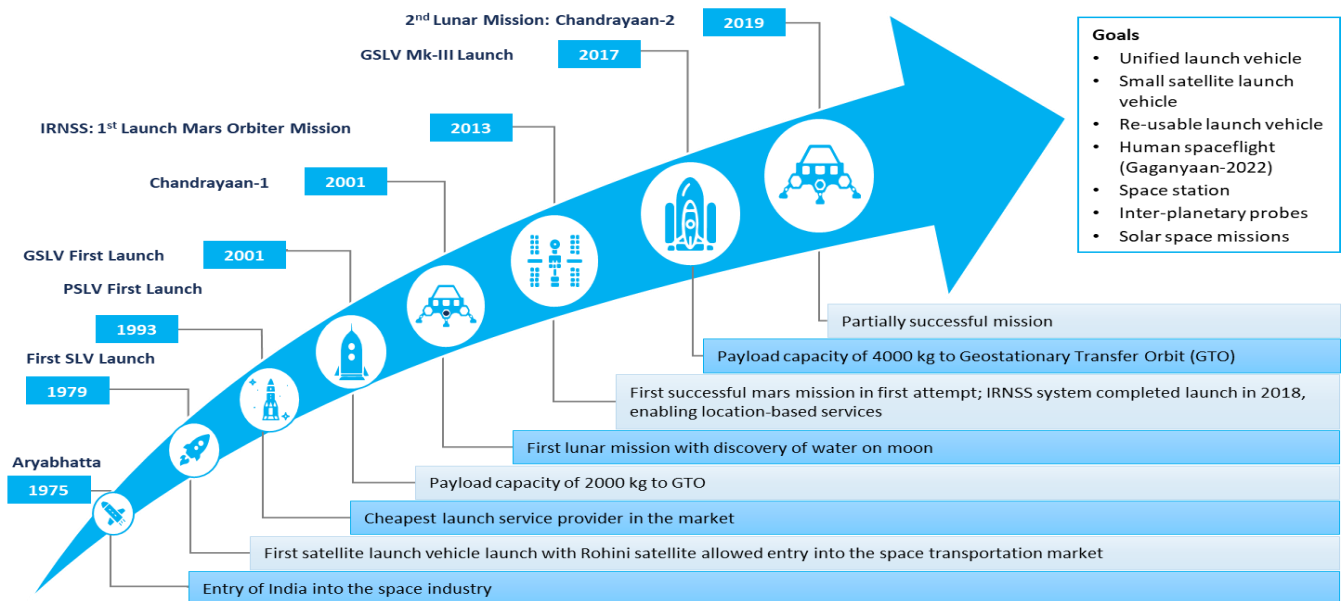 2nd Lunar Mission: Chandrayaan-2
2019
GSLV Mk-III Launch
2017
IRNSS: 1st Launch Mars Orbiter Mission
2013
Chandrayaan-1
2001
GSLV First Launch
2001
PSLV First Launch
1993
First SLV Launch
1979
Aryabhatta
1975
Goals
• Unified launch vehicle
• Small satellite launch
vehicle
• Re-usable launch vehicle
• Human spaceflight
(Gaganyaan-2022)
• Space station
• Inter-planetary probes
• Solar space missions
Partially successful mission
Payload capacity of 4000 kg to Geostationary Transfer Orbit (GTO)
First successful mars mission in first attempt; IRNSS system completed launch in 2018,
enabling location-based services
First lunar mission with discovery of water on moon
Payload capacity of 2000 kg to GTO
Cheapest launch service provider in the market
First satellite launch vehicle launch with Rohini satellite allowed entry into the space transportation market
Entry of India into the space industry